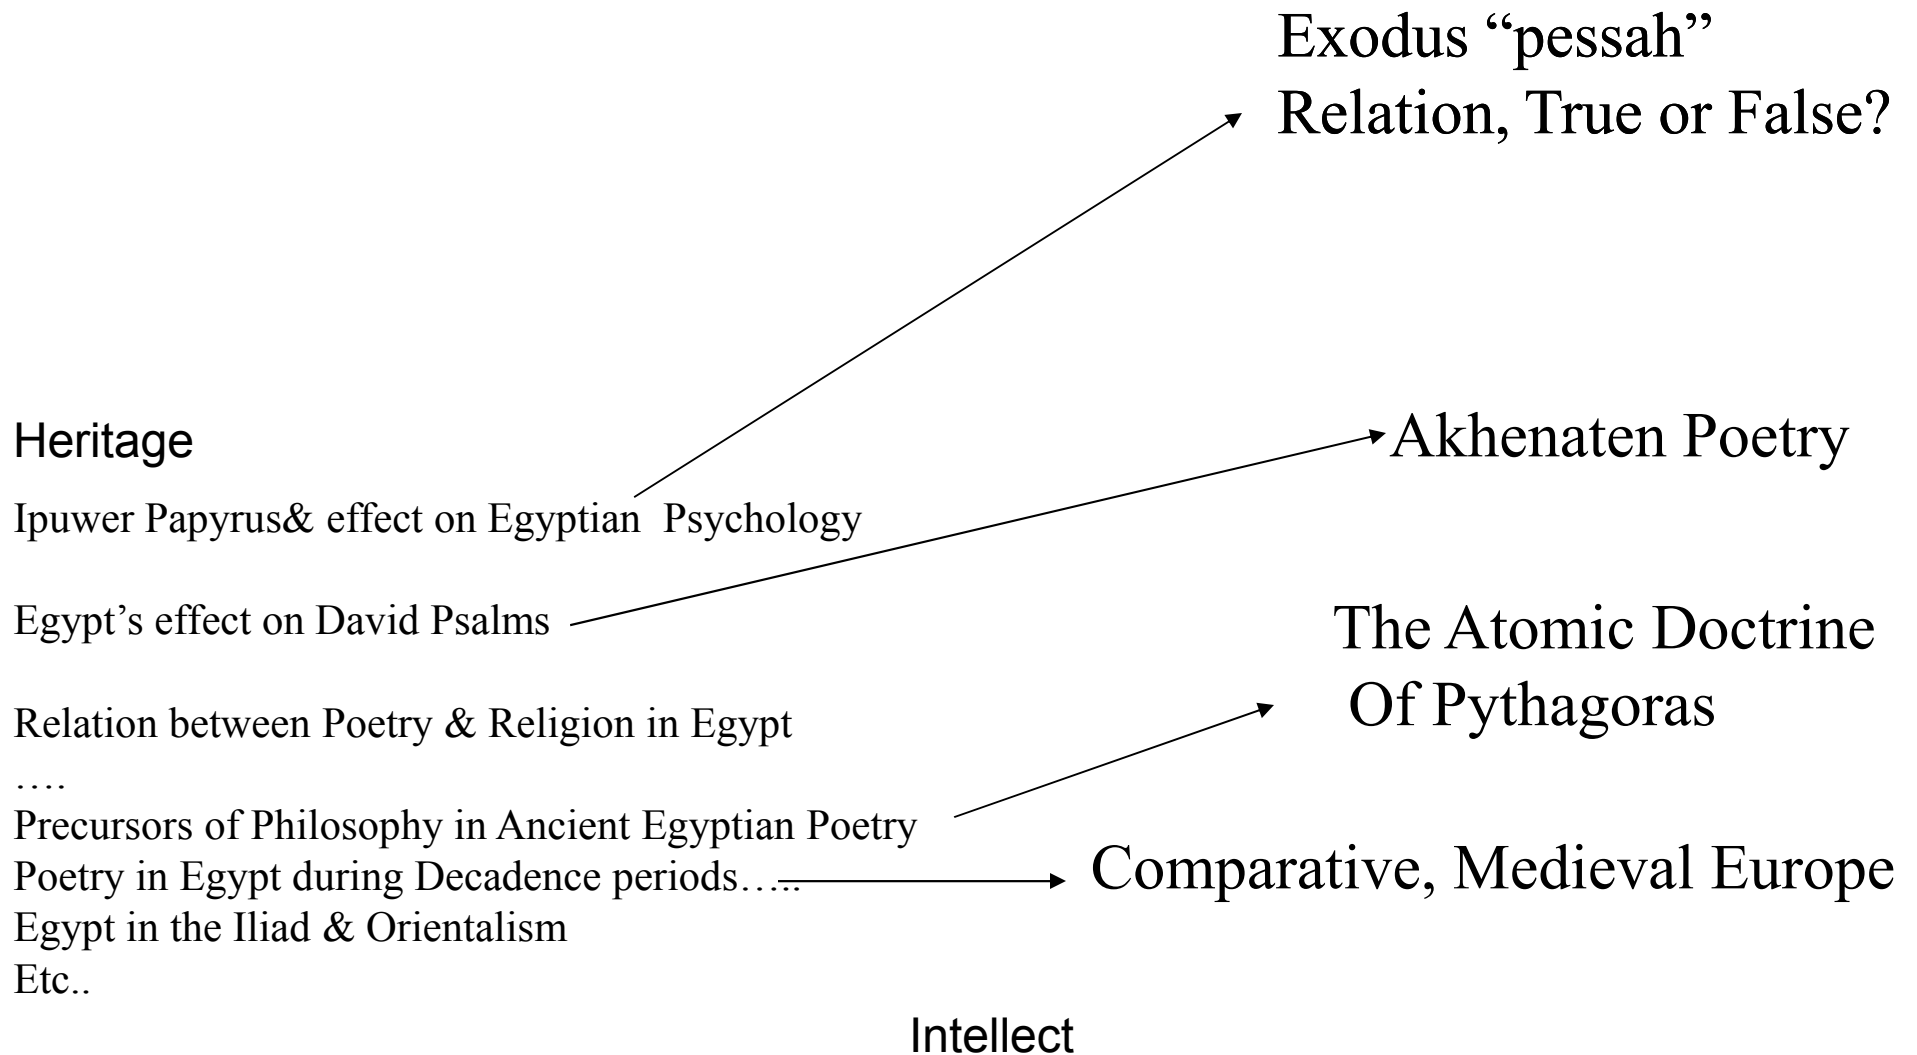 Exodus “pessah”
Relation, True or False?
Heritage
Akhenaten Poetry
Ipuwer Papyrus& effect on Egyptian  Psychology
Egypt’s effect on David Psalms
The Atomic Doctrine
Of Pythagoras
Relation between Poetry & Religion in Egypt
….
Precursors of Philosophy in Ancient Egyptian Poetry
Poetry in Egypt during Decadence periods…..
Comparative, Medieval Europe
Egypt in the Iliad & Orientalism
Etc..
Intellect